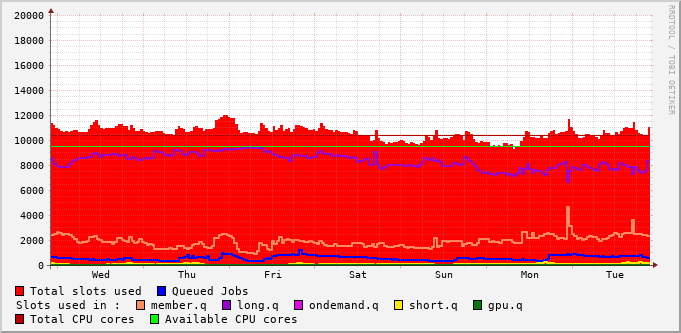 20000
18000
16000
14000
12000
10000
8000
6000
4000
2000
0
Wed Thu Fri Sat Sun Mon Tue
RRDTOOL / TOBI OETIKER
Total slots used Queued Jobs
Slots used in : member.q long.q ondemand.q short.q gpu.q
Total CPU cores Available CPU cores